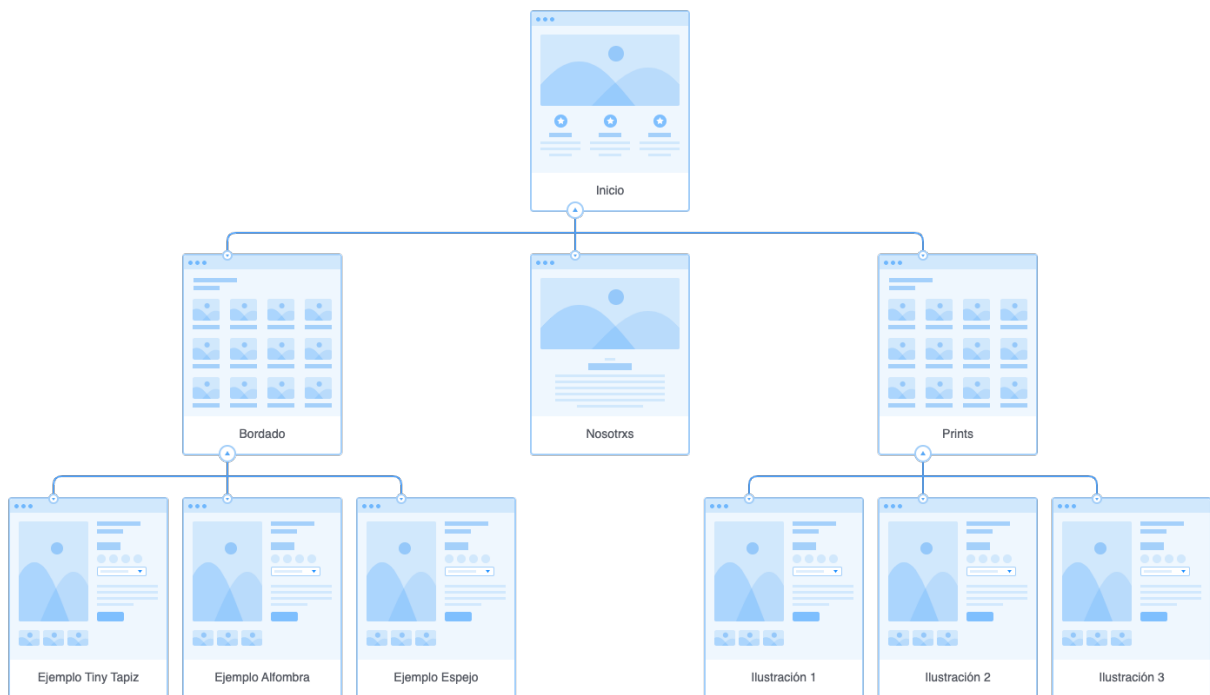 Inicio
Bordado
Nosotrxs
Prints
Ejemplo Tiny Tapiz
Ejemplo Alfombra
Ejemplo Espejo
Ilustración 1
Ilustración 2
Ilustración 3